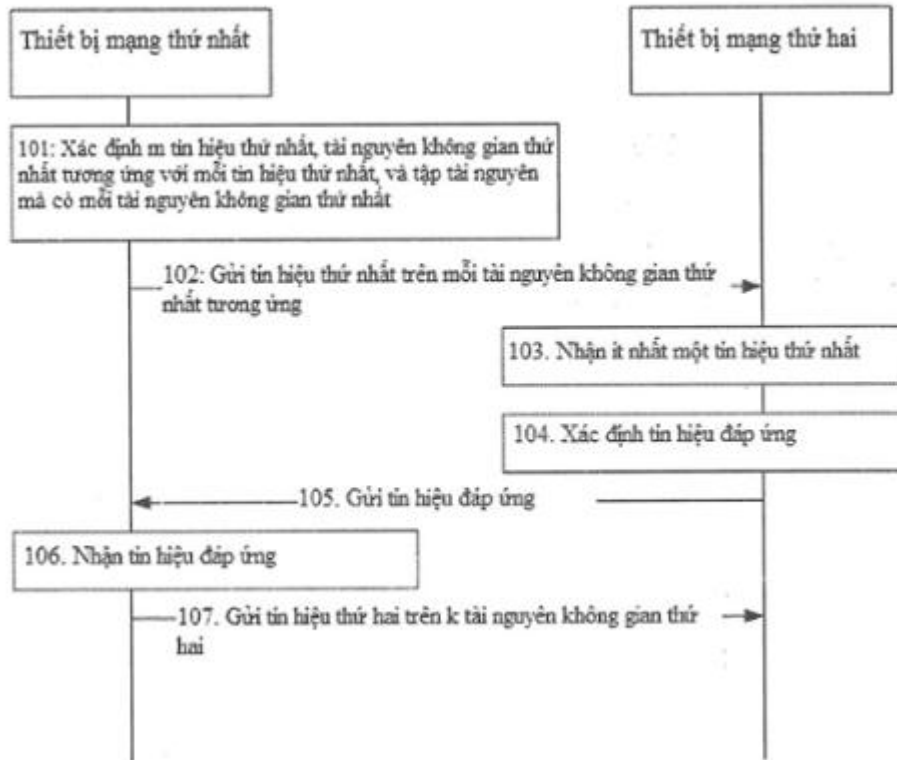 Thiết bị mạng thứ nhất
Thiết bị mạng thứ hai
101: Xác định m tín hiệu thứ nhất, tài nguyên không gian thứ
nhất tương ứng với mỗi tín hiệu thứ nhất, và tập tài nguyên
mà có mỗi tài nguyên không gian thứ nhất
102: Gửi tín hiệu thứ nhất trên mỗi tài nguyên không gian thứ
nhất tương ứng
103. Nhận ít nhất một tín hiệu thứ nhất
104. Xác định tín hiệu đáp ứng
105. Gửi tín hiệu đáp ứng
106. Nhận tín hiệu đáp ứng
107. Gửi tín hiệu thứ hai trên k tài nguyên không gian thứ
hai